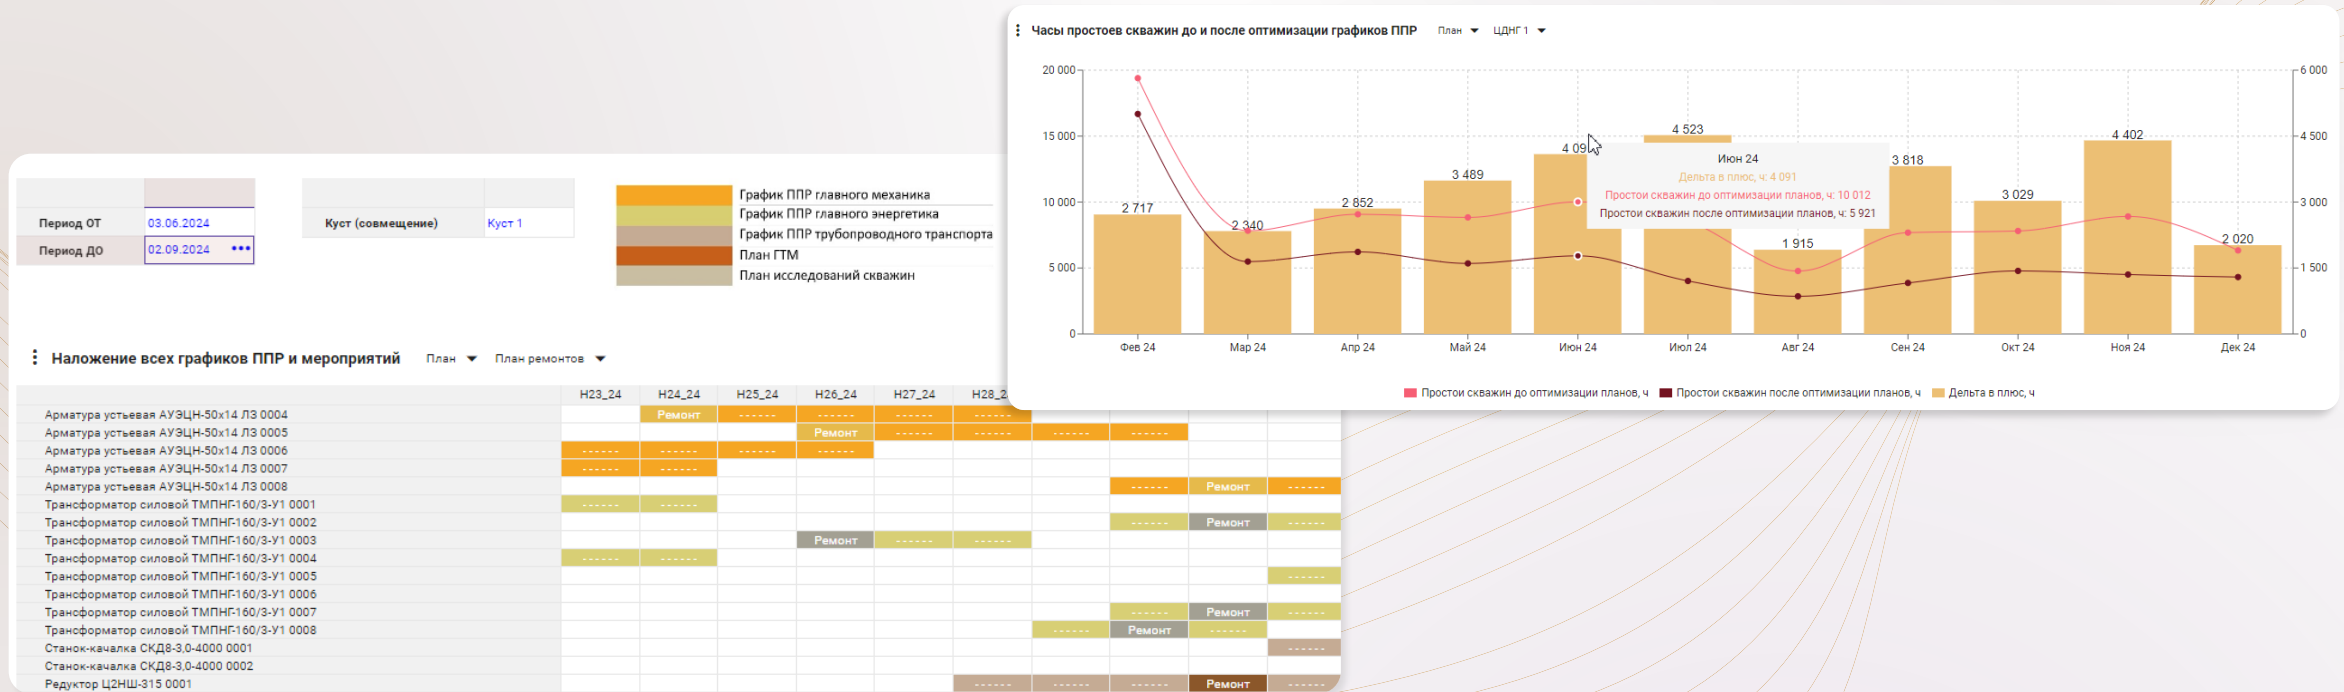 Часы простоев скважин до и после оптимизации графиков ППР План ЦДНГ 1
20 000
15 000
10 000
5 000
0
6 000
4 500
3 000
1 500
0
2 717
2 340
2 852
3 489
4 09
4 523
1 915
3 818
3 029
4 402
2 020
Июн 24
Дельта в плюс, ч: 4 091
Простои скважин до оптимизации планов, ч: 10 012
Простои скважин после оптимизации планов, ч: 5 921
Фев 24 Мар 24 Апр 24 Май 24 Июн 24 Июл 24 Авг 24 Сен 24 Окт 24 Ноя 24 Дек 24
Простои скважин до оптимизации планов, ч Простои скважин после оптимизации планов, ч Дельта в плюс, ч
Период ОТ 03.06.2024
Период ДО 02.09.2024
Куст (совмещение) Куст 1
График ППР главного механика
График ППР главного энергетика
График ППР трубопроводного транспорта
План ГТМ
План исследований скважин
Наложение всех графиков ППР и мероприятий План План ремонтов
Н23_24 Н24_24 Н25_24 Н26_24 Н27_24 Н28_2
Арматура устьевая АУЭЦН-50х14 ЛЗ 0004 Ремонт ------ ------ ------ ------
Арматура устьевая АУЭЦН-50х14 ЛЗ 0005 Ремонт ------ ------ ------ ------
Арматура устьевая АУЭЦН-50х14 ЛЗ 0006 ------ ------ ------ ------
Арматура устьевая АУЭЦН-50х14 ЛЗ 0007 ------ ------
Арматура устьевая АУЭЦН-50х14 ЛЗ 0008 ------ Ремонт ------
Трансформатор силовой ТМПНГ-160/3-У1 0001 ------ ------
Трансформатор силовой ТМПНГ-160/3-У1 0002 ------ Ремонт ------
Трансформатор силовой ТМПНГ-160/3-У1 0003 Ремонт ------ ------
Трансформатор силовой ТМПНГ-160/3-У1 0004 ------ ------
Трансформатор силовой ТМПНГ-160/3-У1 0005 ------
Трансформатор силовой ТМПНГ-160/3-У1 0006
Трансформатор силовой ТМПНГ-160/3-У1 0007 ------ Ремонт ------
Трансформатор силовой ТМПНГ-160/3-У1 0008 ------ Ремонт ------
Станок-качалка СКД8-3,0-4000 0001 ------
Станок-качалка СКД8-3,0-4000 0002
Редуктор Ц2НШ-315 0001 ------ ------ ------ Ремонт ------